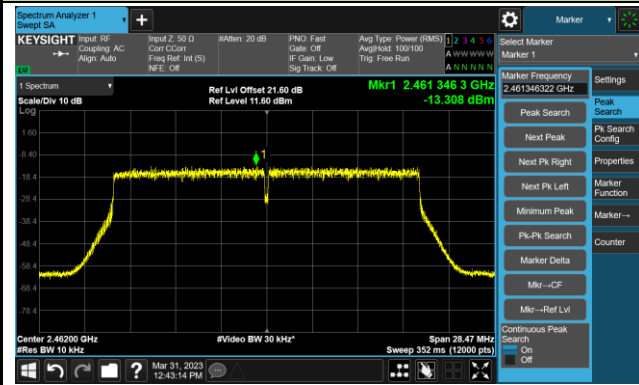 Spectrum Analyzer 1
Swept SA
Marker
KEYSIGHT
Input: RF
Coupling: AC
Align: Auto
Input Z: 50 Ω
Corr CCorr
Freq Ref: Int (S)
NFE: Off
#Atten: 20 dB
PNO: Fast
Gate: Off
IF Gain: Low
Sig Track: Off
Avg Type: Power (RMS)
Avg|Hold: 100/100
Trig: Free Run
1 2 3 4 5 6
A W W W W W
A N N N N N
Select Marker
Marker 1
1 Spectrum
Scale/Div 10 dB
Log
Ref Lvl Offset 21.60 dB
Ref Level 11.60 dBm
Mkr1 2.461 346 3 GHz
-13.308 dBm
1.60
-8.40
-18.4
-28.4
-38.4
-48.4
-58.4
-68.4
-78.4
1
Center 2.46200 GHz
#Res BW 10 kHz
#Video BW 30 kHz*
Span 28.47 MHz
Sweep 352 ms (12000 pts)
Marker Frequency
2.461346322 GHz
Peak Search
Next Peak
Next Pk Right
Next Pk Left
Minimum Peak
Pk-Pk Search
Marker Delta
Mkr→CF
Mkr→Ref Lvl
Continuous Peak
Search
On
Off
Settings
Peak
Search
Pk Search
Config
Properties
Marker
Function
Marker→
Counter
Mar 31, 2023
12:43:14 PM